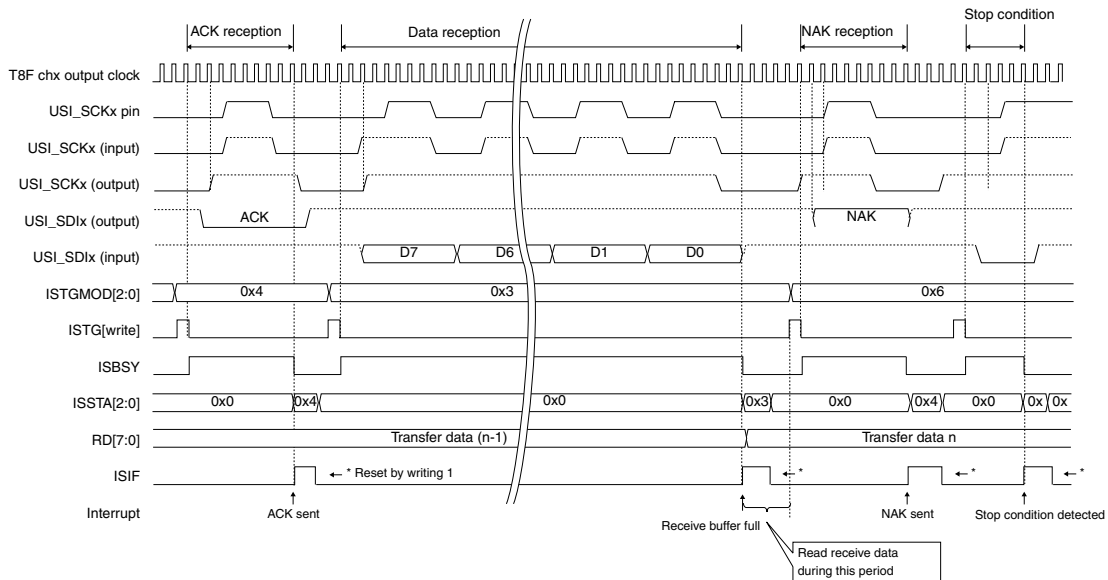 Stop condition
ACK reception
Data reception
NAK reception
T8F chx output clock
USI_SCKx pin
USI_SCKx (input)
USI_SCKx (output)
USI_SDIx (output)
ACK
NAK
USI_SDIx (input)
D7
D6
D1
D0
ISTGMOD[2:0]
0x4
0x3
0x6
ISTG[write]
ISBSY
ISSTA[2:0]
0x0
0x4
0x0
0x3
0x0
0x4
0x0
0x
0x
RD[7:0]
Transfer data (n-1)
Transfer data n
ISIF
← * Reset by writing 1
← *
← *
← *
Interrupt
ACK sent
Receive buffer full
NAK sent
Stop condition detected
Read receive data
during this period